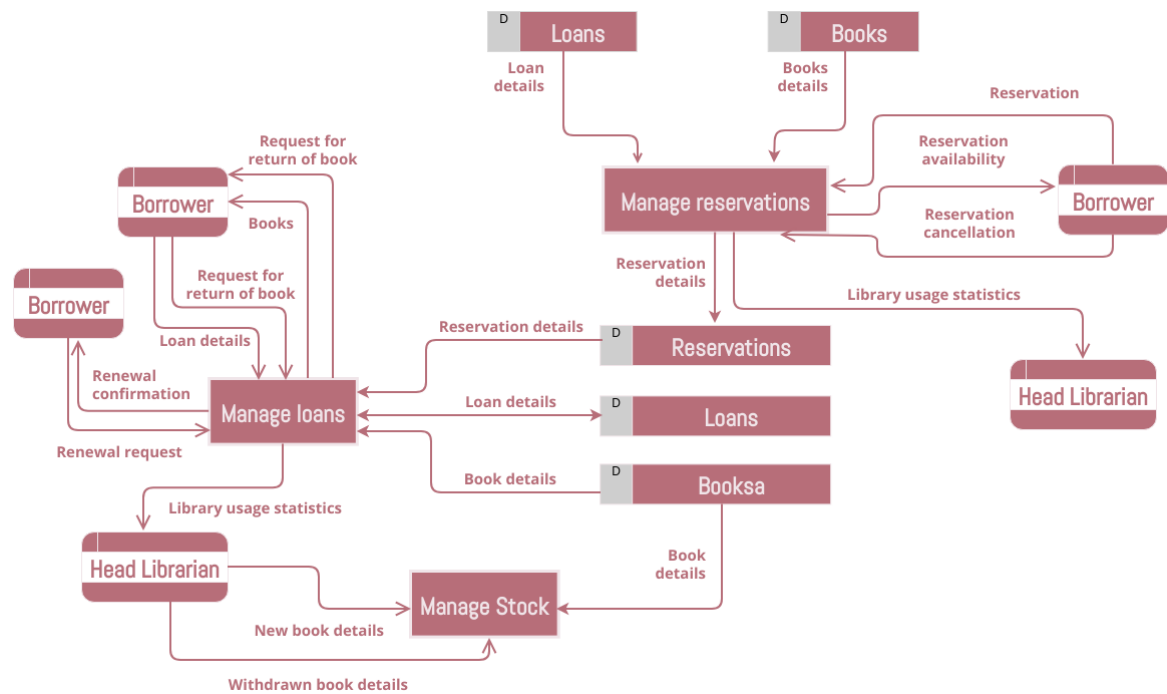 D
Loans
D
Books
Loan
details
Books
details
Reservation
Request for
return of book
Reservation
availability
Borrower
Manage reservations
Borrower
Books
Reservation
cancellation
Request for
return of book
Reservation
details
Borrower
Library usage statistics
Loan details
Reservation details
D
Reservations
Renewal
confirmation
Head Librarian
Manage loans
Loan details
D
Loans
Renewal request
Book details
D
Booksa
Library usage statistics
Head Librarian
Book
details
Manage Stock
New book details
Withdrawn book details